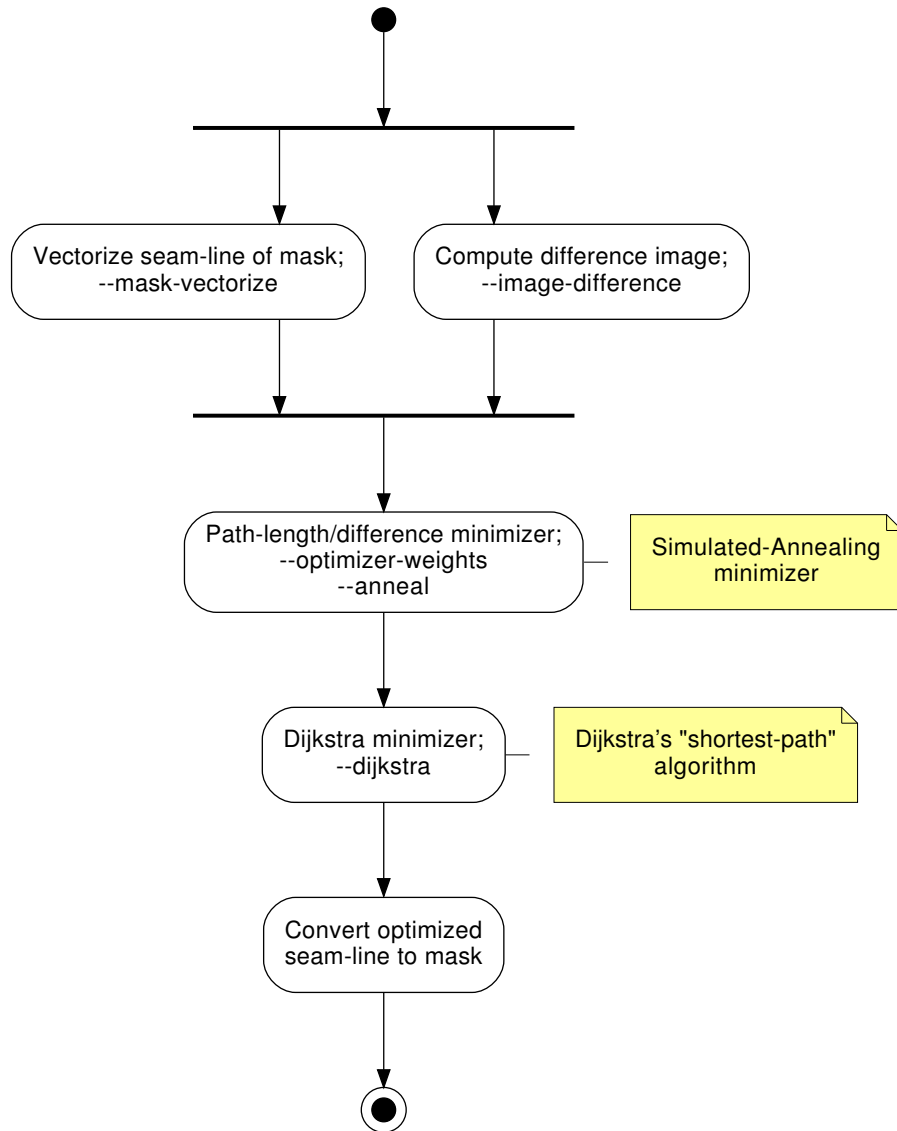 Vectorize seam-line of mask;
--mask-vectorize
Compute difference image;
--image-difference
Path-length/difference minimizer;
--optimizer-weights
--anneal
Simulated-Annealing
minimizer
Dijkstra minimizer;
--dijkstra
Dijkstra's "shortest-path"
algorithm
Convert optimized
seam-line to mask